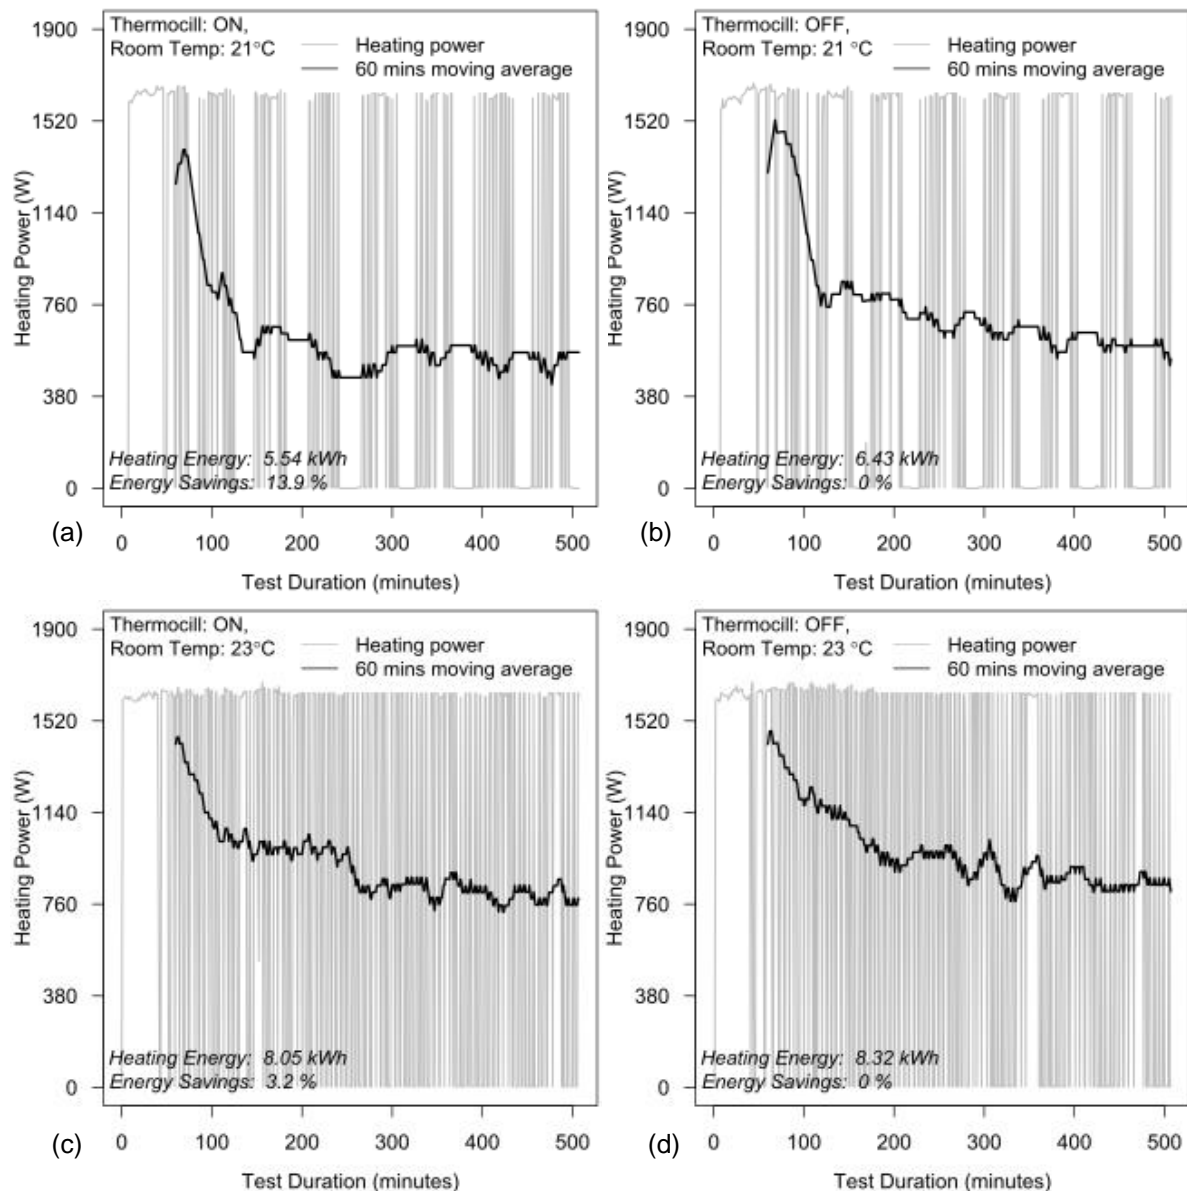 Thermocill: ON,
Room Temp: 21°C
Heating power
60 mins moving average
1900
1520
1140
760
380
0
Heating Power (W)
Heating Energy: 5.54 kWh
Energy Savings: 13.9 %
(a)
0 100 200 300 400 500
Test Duration (minutes)
Thermocill: OFF,
Room Temp: 21 °C
Heating power
60 mins moving average
1900
1520
1140
760
380
0
Heating Power (W)
Heating Energy: 6.43 kWh
Energy Savings: 0 %
(b)
0 100 200 300 400 500
Test Duration (minutes)
Thermocill: ON,
Room Temp: 23°C
Heating power
60 mins moving average
1900
1520
1140
760
380
0
Heating Power (W)
Heating Energy: 8.05 kWh
Energy Savings: 3.2 %
(c)
0 100 200 300 400 500
Test Duration (minutes)
Thermocill: OFF,
Room Temp: 23 °C
Heating power
60 mins moving average
1900
1520
1140
760
380
0
Heating Power (W)
Heating Energy: 8.32 kWh
Energy Savings: 0 %
(d)
0 100 200 300 400 500
Test Duration (minutes)